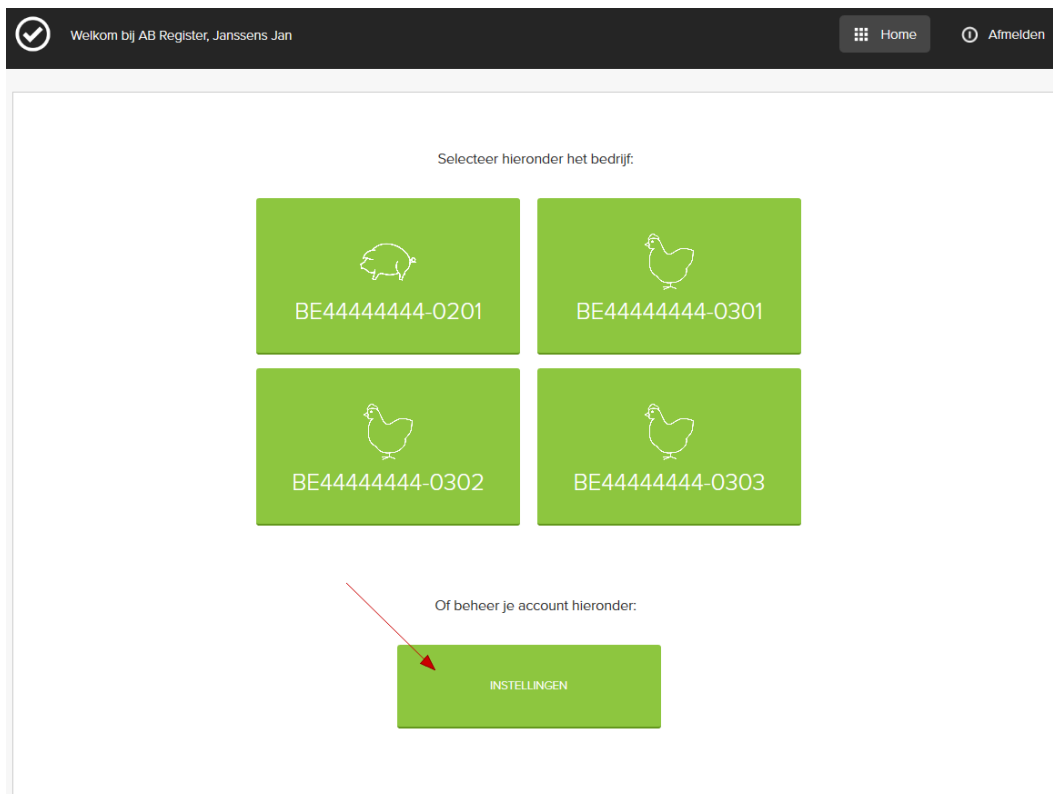 Welkom bij AB Register, Janssens Jan
Home
Afmelden
Selecteer hieronder het bedrijf:
BE44444444-0201
BE44444444-0301
BE44444444-0302
BE44444444-0303
Of beheer je account hieronder:
INSTELLINGEN